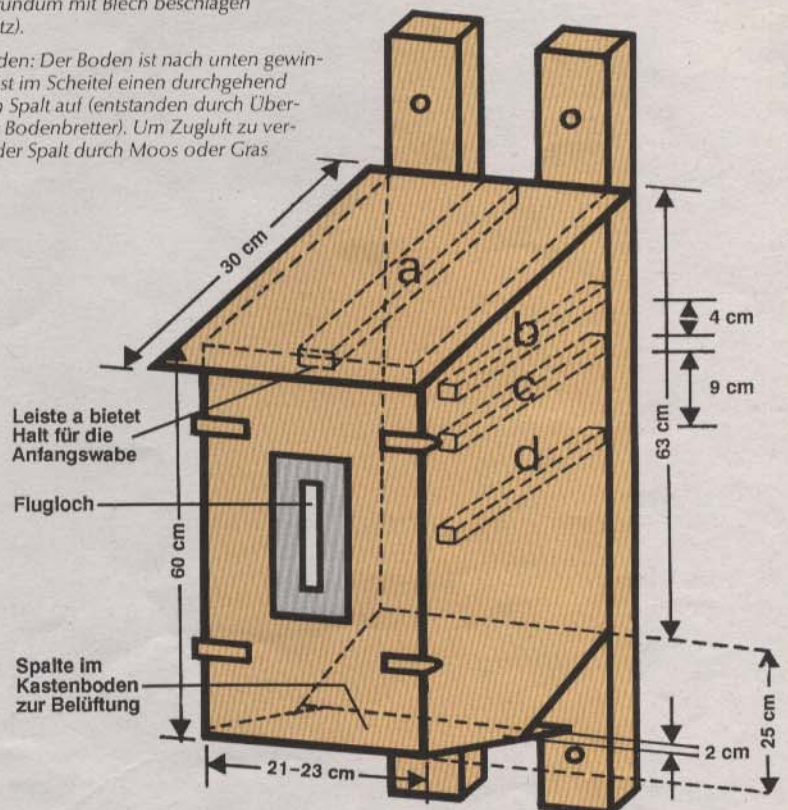 rundum mit Blech beschlagen
tz).
den: Der Boden ist nach unten gewin-
st im Scheitel einen durchgehend
Spalt auf (entstanden durch Über-
Bodenbretter). Um Zugluft zu ver-
der Spalt durch Moos oder Gras
30 cm
a
b
c
d
4 cm
9 cm
63 cm
Leiste a bietet
Halt für die
Anfangswabe
Flugloch
60 cm
Spalte im
Kastenboden
zur Belüftung
21–23 cm
2 cm
25 cm